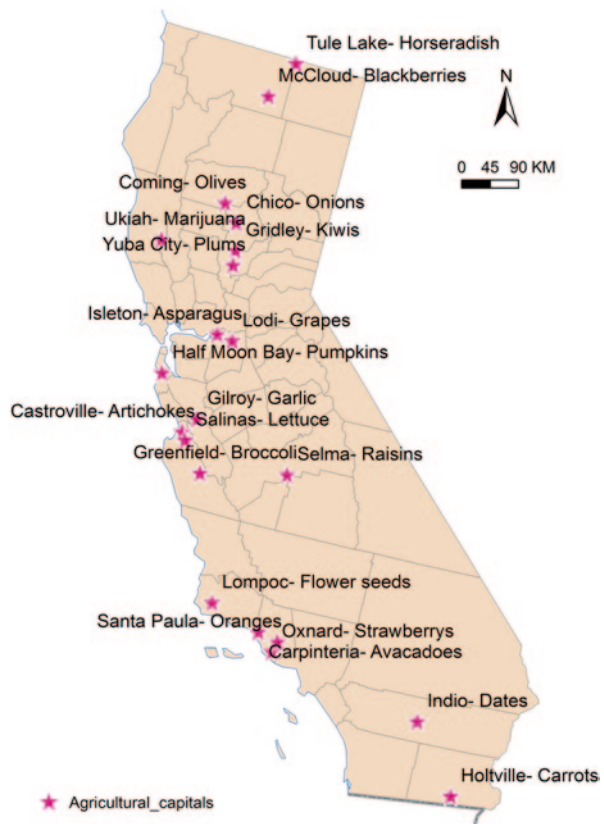 Tule Lake- Horseradish
McCloud- Blackberries
N
0 45 90 KM
Corning- Olives
Chico- Onions
Ukiah- Marijuana
Gridley- Kiwis
Yuba City- Plums
Isleton- Asparagus
Lodi- Grapes
Half Moon Bay- Pumpkins
Gilroy- Garlic
Castroville- Artichokes
Salinas- Lettuce
Greenfield- Broccoli
Selma- Raisins
Lompoc- Flower seeds
Santa Paula- Oranges
Oxnard- Strawberrys
Carpinteria- Avacadoes
Indio- Dates
Holtville- Carrots
Agricultural_capitals